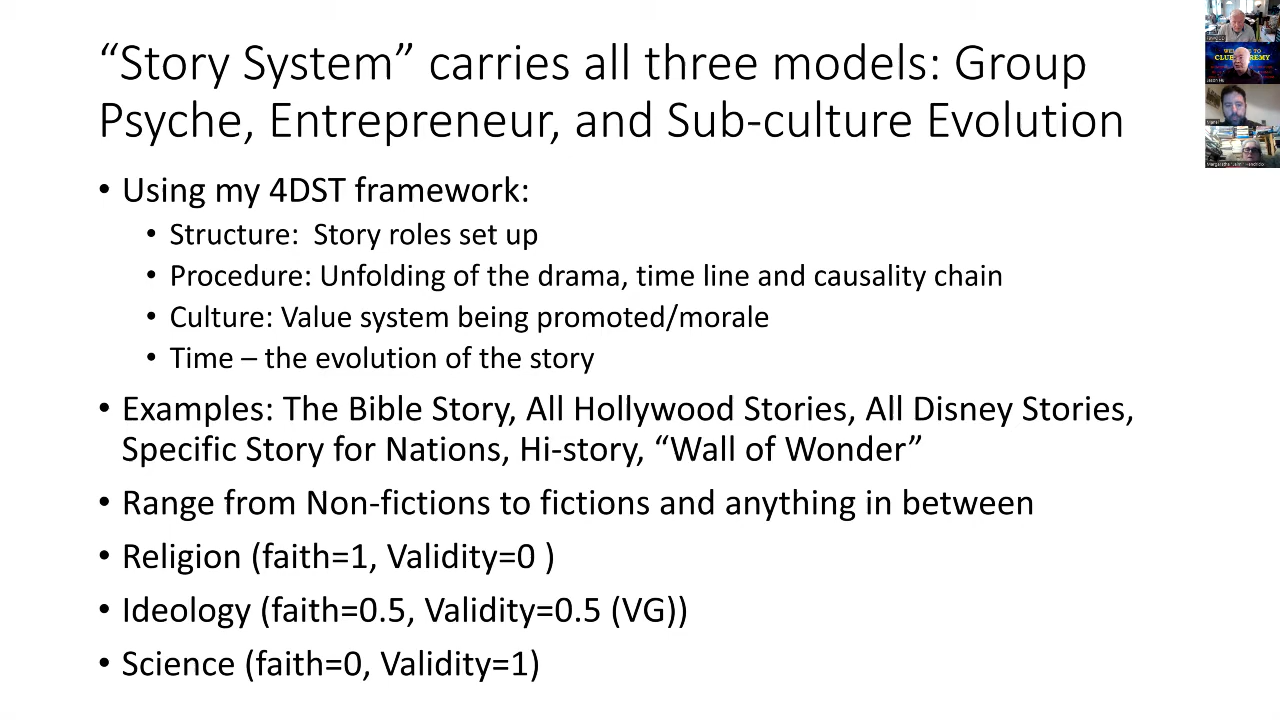 “Story System” carries all three models: Group
Psyche, Entrepreneur, and Sub-culture Evolution
• Using my 4DST framework:
• Structure:  Story roles set up
• Procedure: Unfolding of the drama, time line and causality chain
• Culture: Value system being promoted/morale
• Time – the evolution of the story
• Examples: The Bible Story, All Hollywood Stories, All Disney Stories,
Specific Story for Nations, Hi-story, “Wall of Wonder”
• Range from Non-fictions to fictions and anything in between
• Religion (faith=1, Validity=0 )
• Ideology (faith=0.5, Validity=0.5 (VG))
• Science (faith=0, Validity=1)